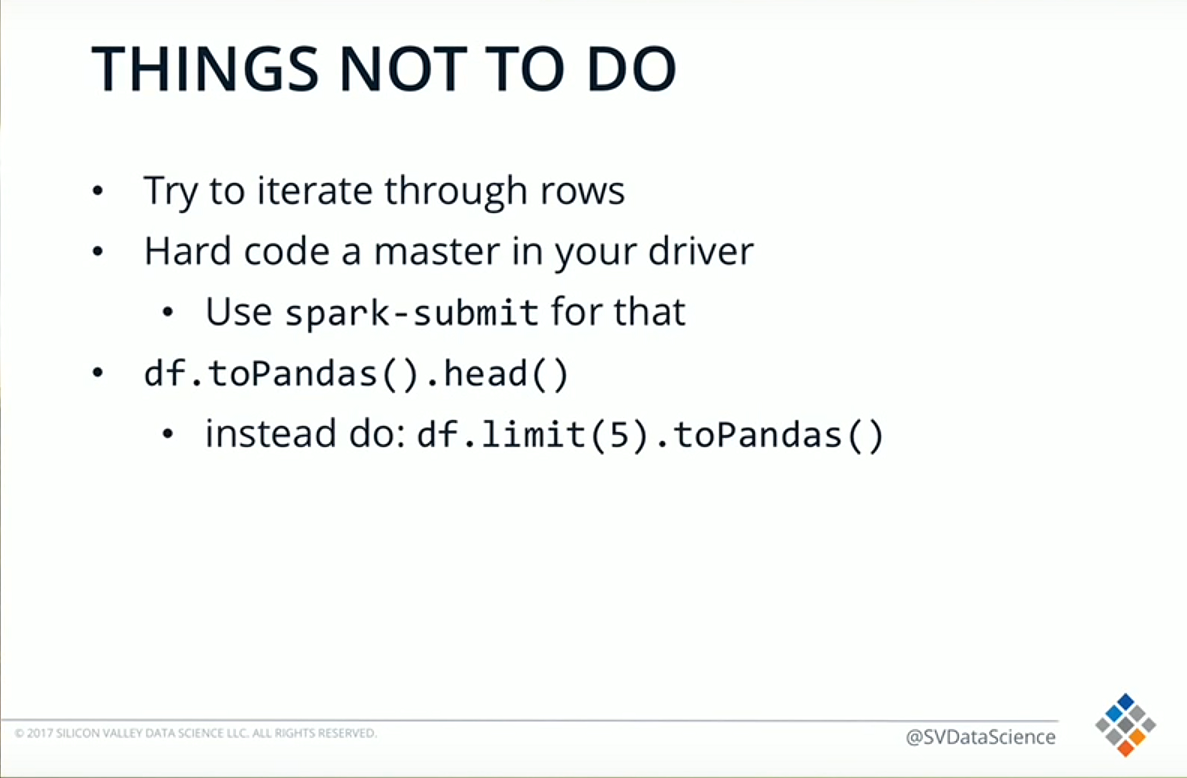 THINGS NOT TO DO
• Try to iterate through rows
• Hard code a master in your driver
• Use spark-submit for that
• df.toPandas().head()
• instead do: df.limit(5).toPandas()
© 2017 SILICON VALLEY DATA SCIENCE LLC. ALL RIGHTS RESERVED.
@SVDataScience